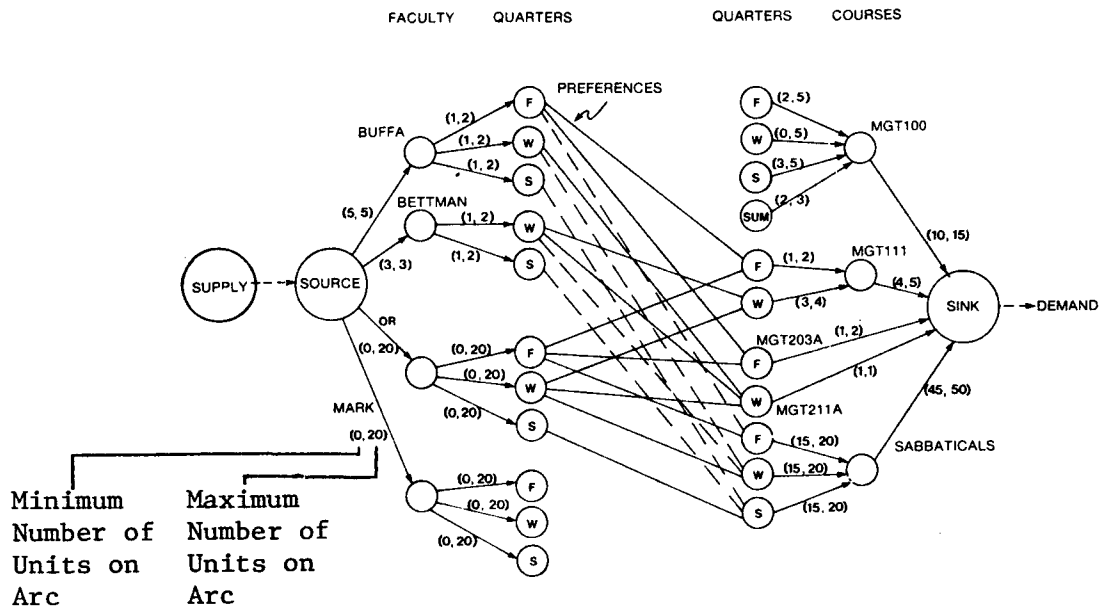 FACULTY QUARTERS QUARTERS COURSES
PREFERENCES
BUFFA
(1, 2)
(1, 2)
(1, 2)
F
W
S
F (2, 5)
W (0, 5)
S (3, 5)
SUM (2, 3)
MGT100
(5, 5)
BETTMAN
(1, 2)
(1, 2)
W
S
(3, 3)
(10, 15)
SUPPLY
SOURCE
F (1, 2)
W (3, 4)
MGT111
(4, 5)
SINK
DEMAND
OR
(0, 20)
(0, 20)
(0, 20)
(0, 20)
F
W
S
MGT203A
F
(1, 2)
W
(1,1)
MGT211A
(45, 50)
MARK
(0, 20)
F (15, 20)
W (15, 20)
S (15, 20)
SABBATICALS
(0, 20)
(0, 20)
(0, 20)
F
W
S
Minimum
Number of
Units on
Arc
Maximum
Number of
Units on
Arc